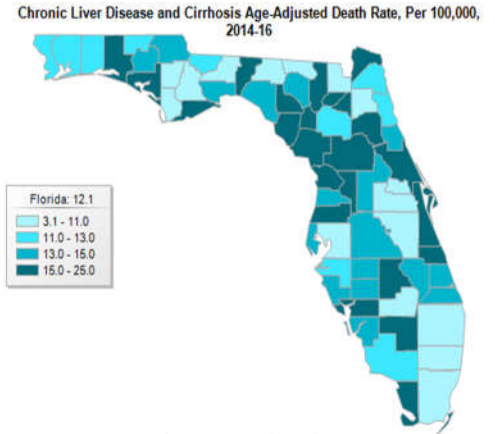 Chronic Liver Disease and Cirrhosis Age-Adjusted Death Rate, Per 100,000,
2014-16
Florida: 12.1
3.1 - 11.0
11.0 - 13.0
13.0 - 15.0
15.0 - 25.0